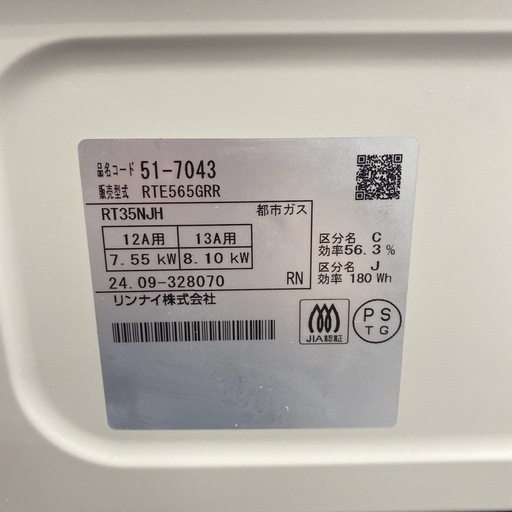 品名コード 51-7043
販売型式 RTE565GRR
RT35NJH 都市ガス
12A用 13A用
7.55 kW 8.10 kW
区分名 C
効率56.3 %
区分名 J
効率 180 Wh
24.09-328070 RN
リンナイ株式会社
JIA認証
PS
TG